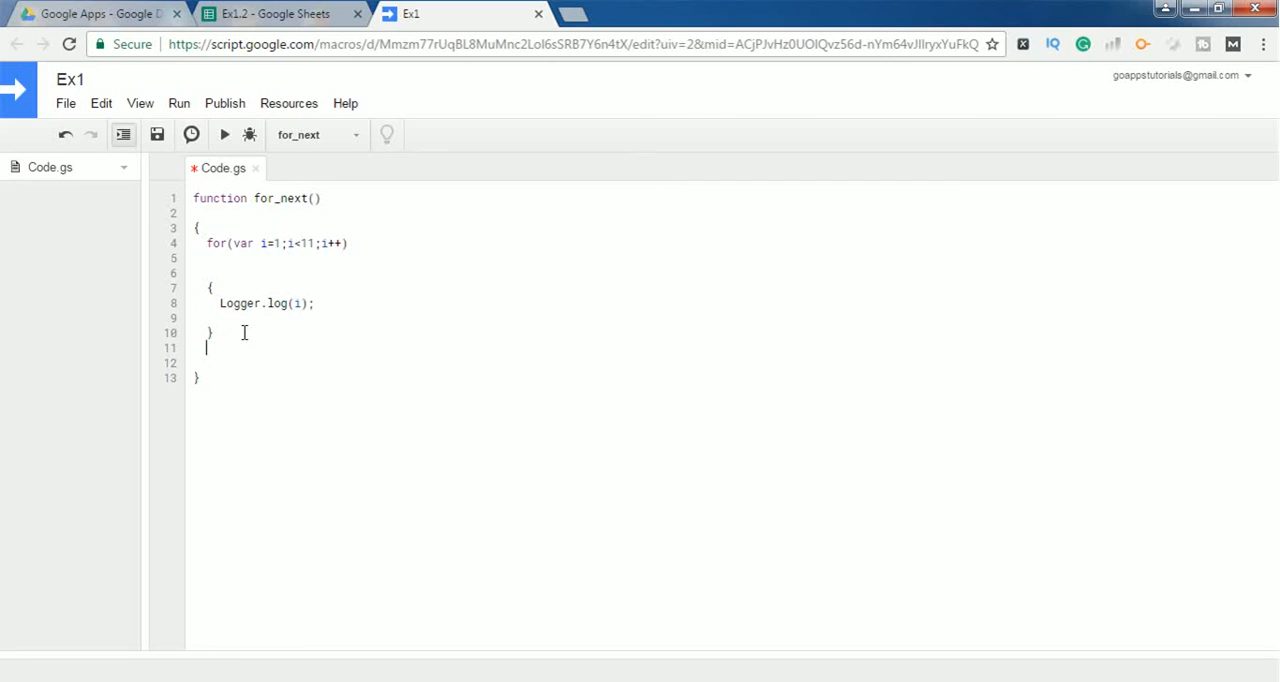 Google Apps - Google D
Ex1.2 - Google Sheets
Ex1
Secure
https://script.google.com/macros/d/Mmzm77rUqBL8MuMnc2Lol6sSRB7Y6n4tX/edit?uiv=2&mid=ACjPJvHz0UOIQvz56d-nYm64vJIlryxYuFkQ
X IQ G M
Ex1
goappstutorials@gmail.com
File Edit View Run Publish Resources Help
for_next
Code.gs
* Code.gs
1 function for_next()
2
3 {
4 for(var i=1;i<11;i++)
5
6
7 {
8 Logger.log(i);
9
10 }
11
12
13 }